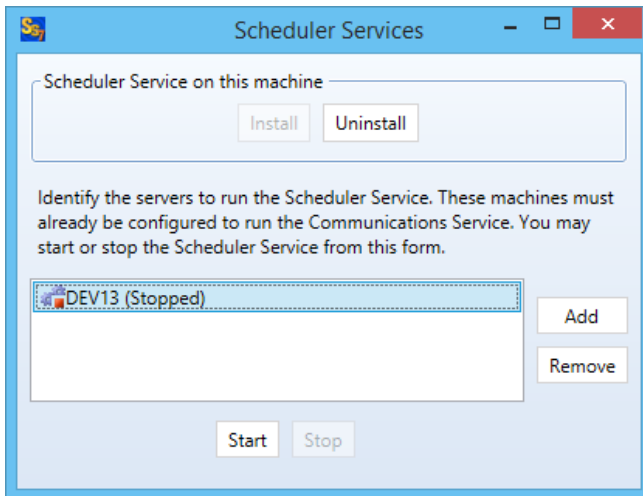 Ss7
Scheduler Services
Scheduler Service on this machine
Install Uninstall
Identify the servers to run the Scheduler Service. These machines must
already be configured to run the Communications Service. You may
start or stop the Scheduler Service from this form.
DEV13 (Stopped)
Add
Remove
Start Stop